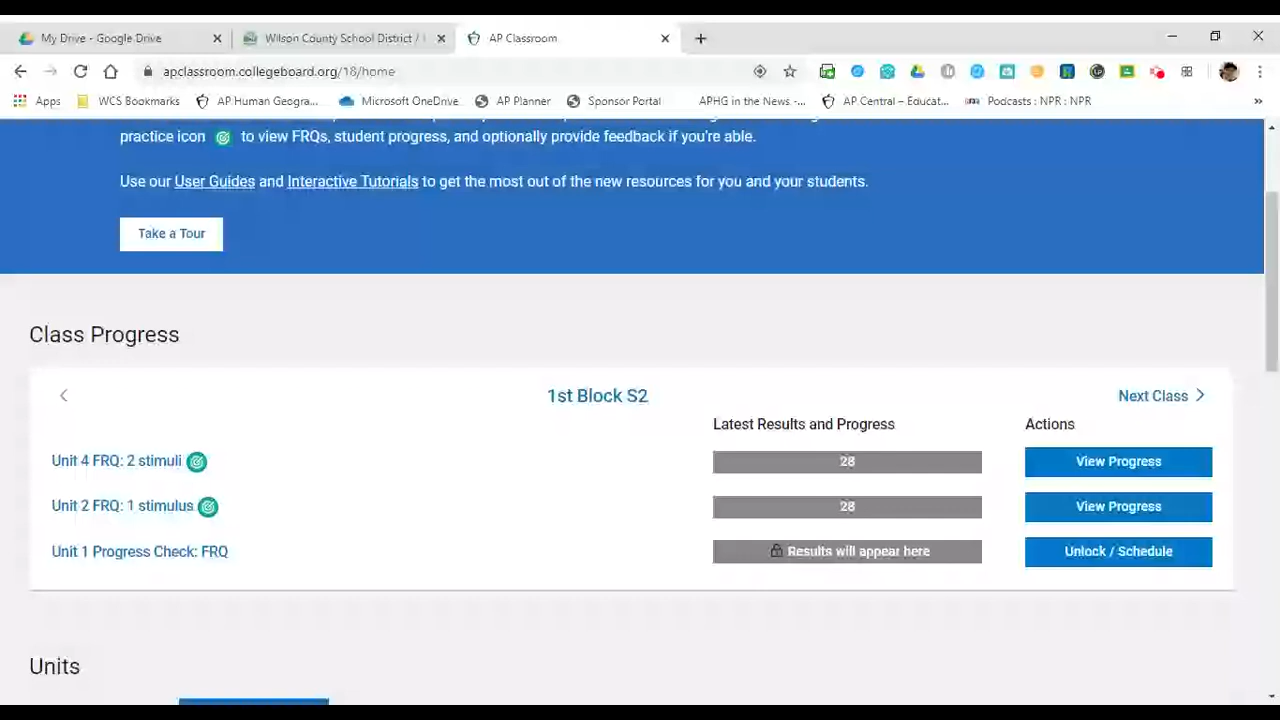 My Drive - Google Drive
Wilson County School District /
AP Classroom
apclassroom.collegeboard.org/18/home
Apps
WCS Bookmarks
AP Human Geogra...
Microsoft OneDrive
AP Planner
Sponsor Portal
APHG in the News -...
AP Central – Educat...
Podcasts : NPR : NPR
practice icon to view FRQs, student progress, and optionally provide feedback if you're able.
Use our User Guides and Interactive Tutorials to get the most out of the new resources for you and your students.
Take a Tour
Class Progress
1st Block S2
Next Class
Latest Results and Progress
Actions
Unit 4 FRQ: 2 stimuli
28
View Progress
Unit 2 FRQ: 1 stimulus
28
View Progress
Unit 1 Progress Check: FRQ
Results will appear here
Unlock / Schedule
Units